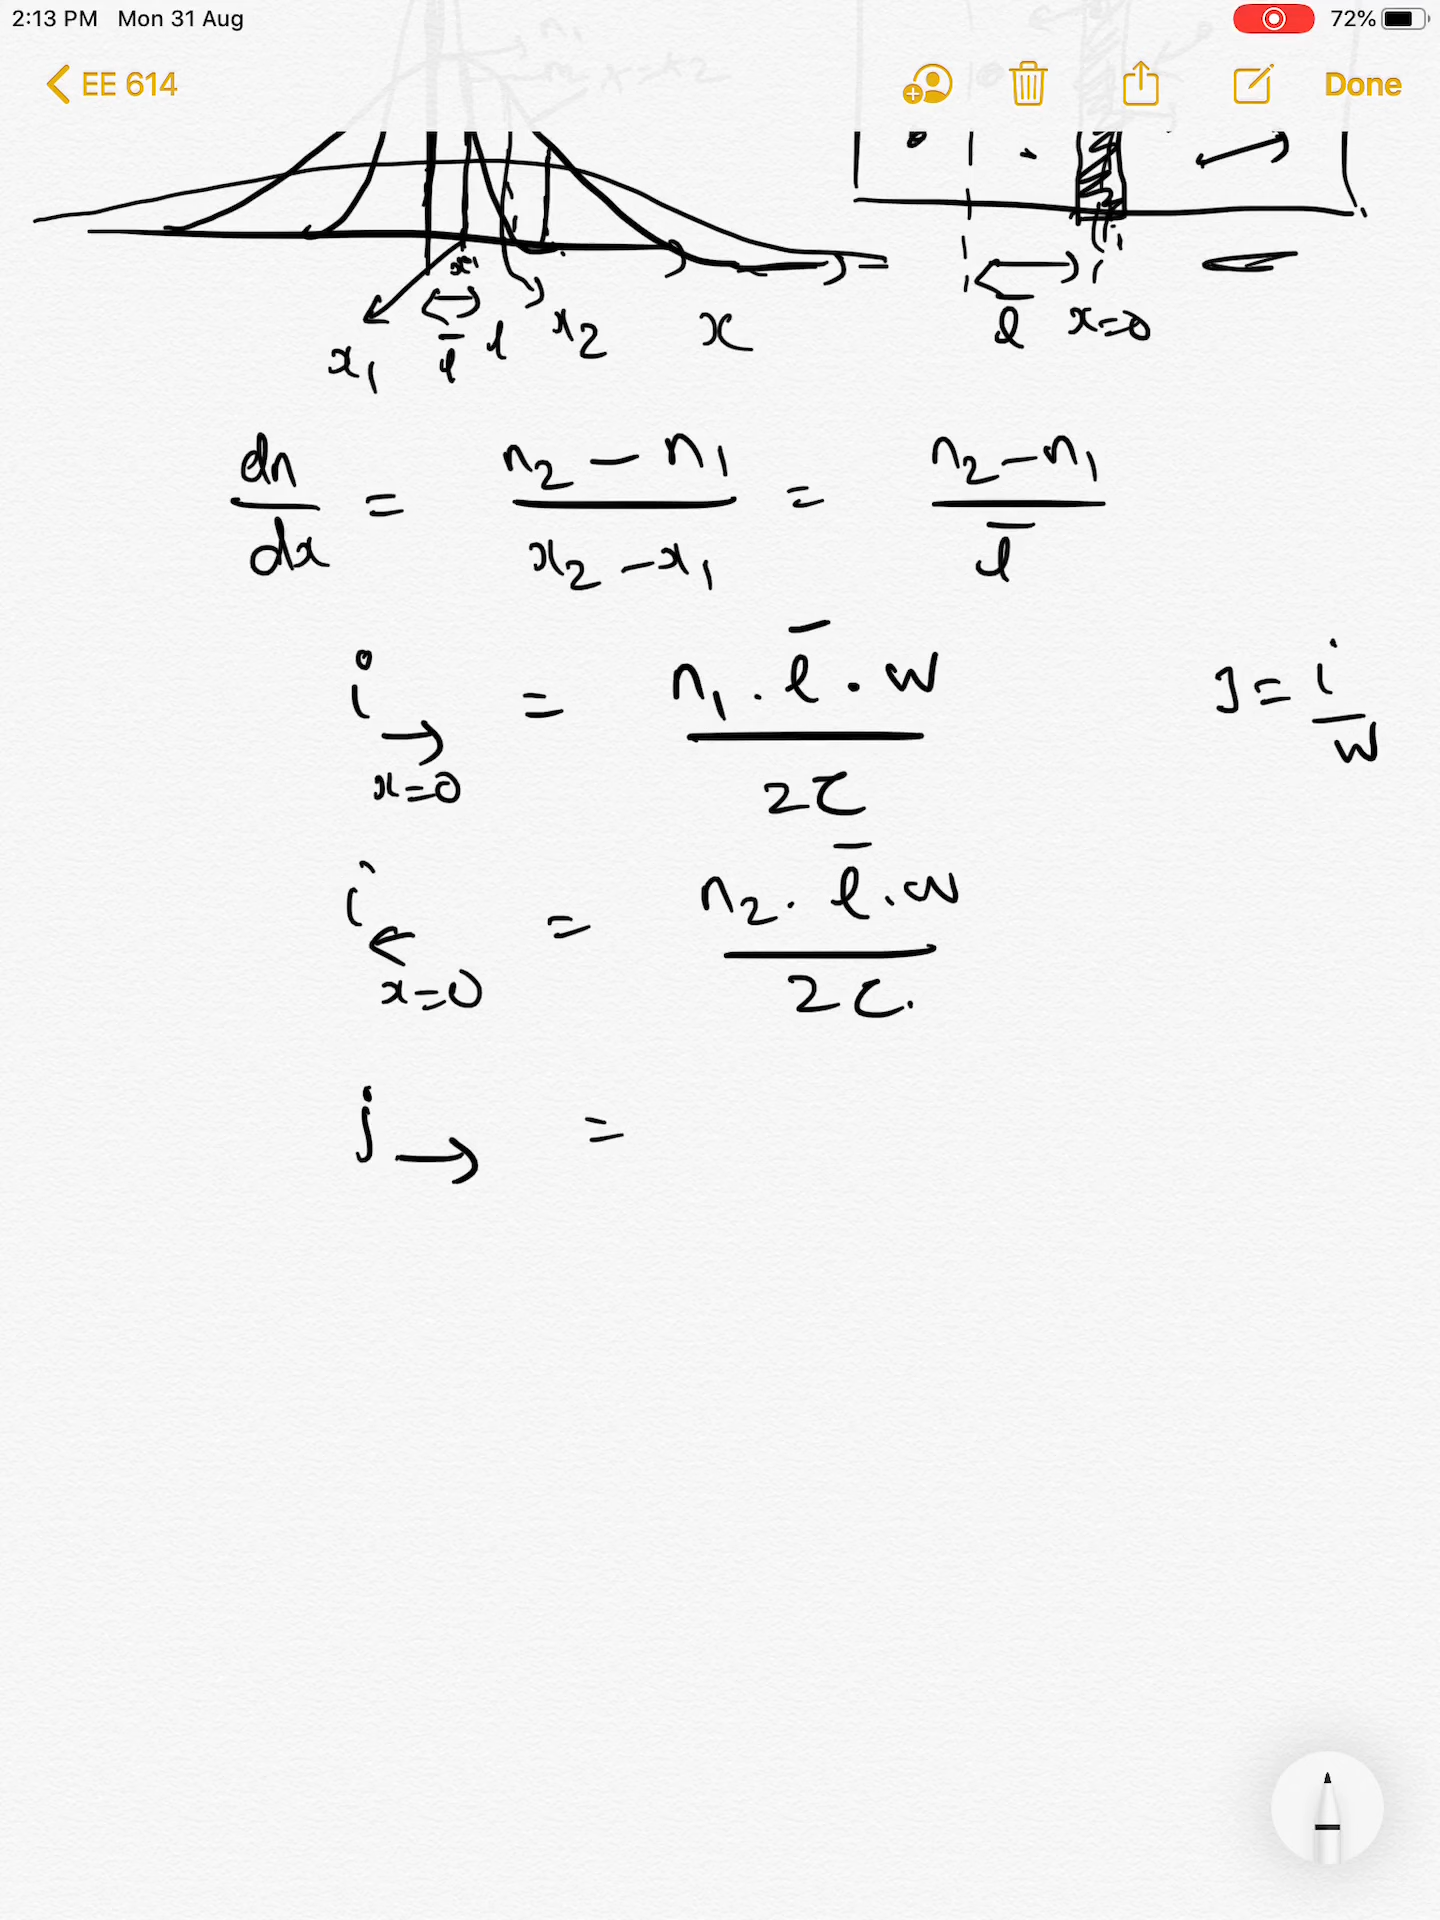 2:13 PM Mon 31 Aug 72%
EE 614 Done
x₁ l̄ l x₂ x l̄ x=0
dn/dx = (n₂ − n₁)/(x₂ − x₁) = (n₂ − n₁)/l̄
i→ x=0 = (n₁ . l̄ . w)/(2τ) J = i/w
i← x=0 = (n₂ . l̄ . w)/(2τ.)
j→ =